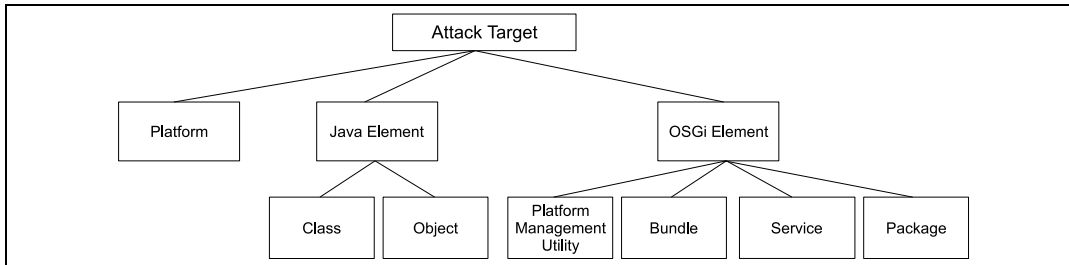 Attack Target
Platform
Java Element
OSGi Element
Class
Object
Platform
Management
Utility
Bundle
Service
Package